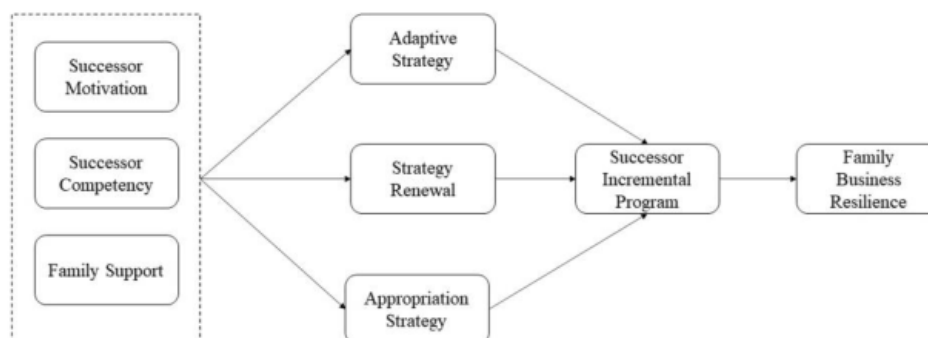 Successor
Motivation
Successor
Competency
Family Support
Adaptive
Strategy
Strategy
Renewal
Appropriation
Strategy
Successor
Incremental
Program
Family
Business
Resilience